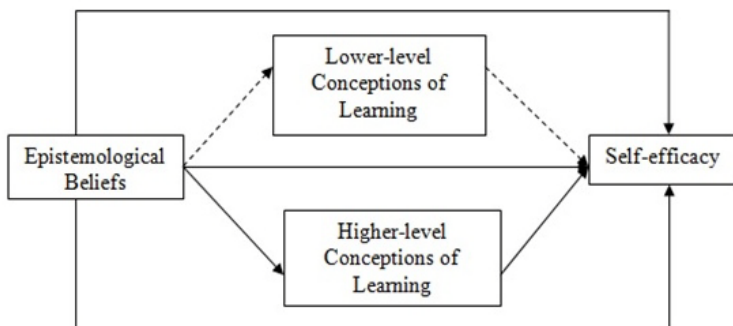 Lower-level
Conceptions of
Learning
Epistemological
Beliefs
Self-efficacy
Higher-level
Conceptions of
Learning